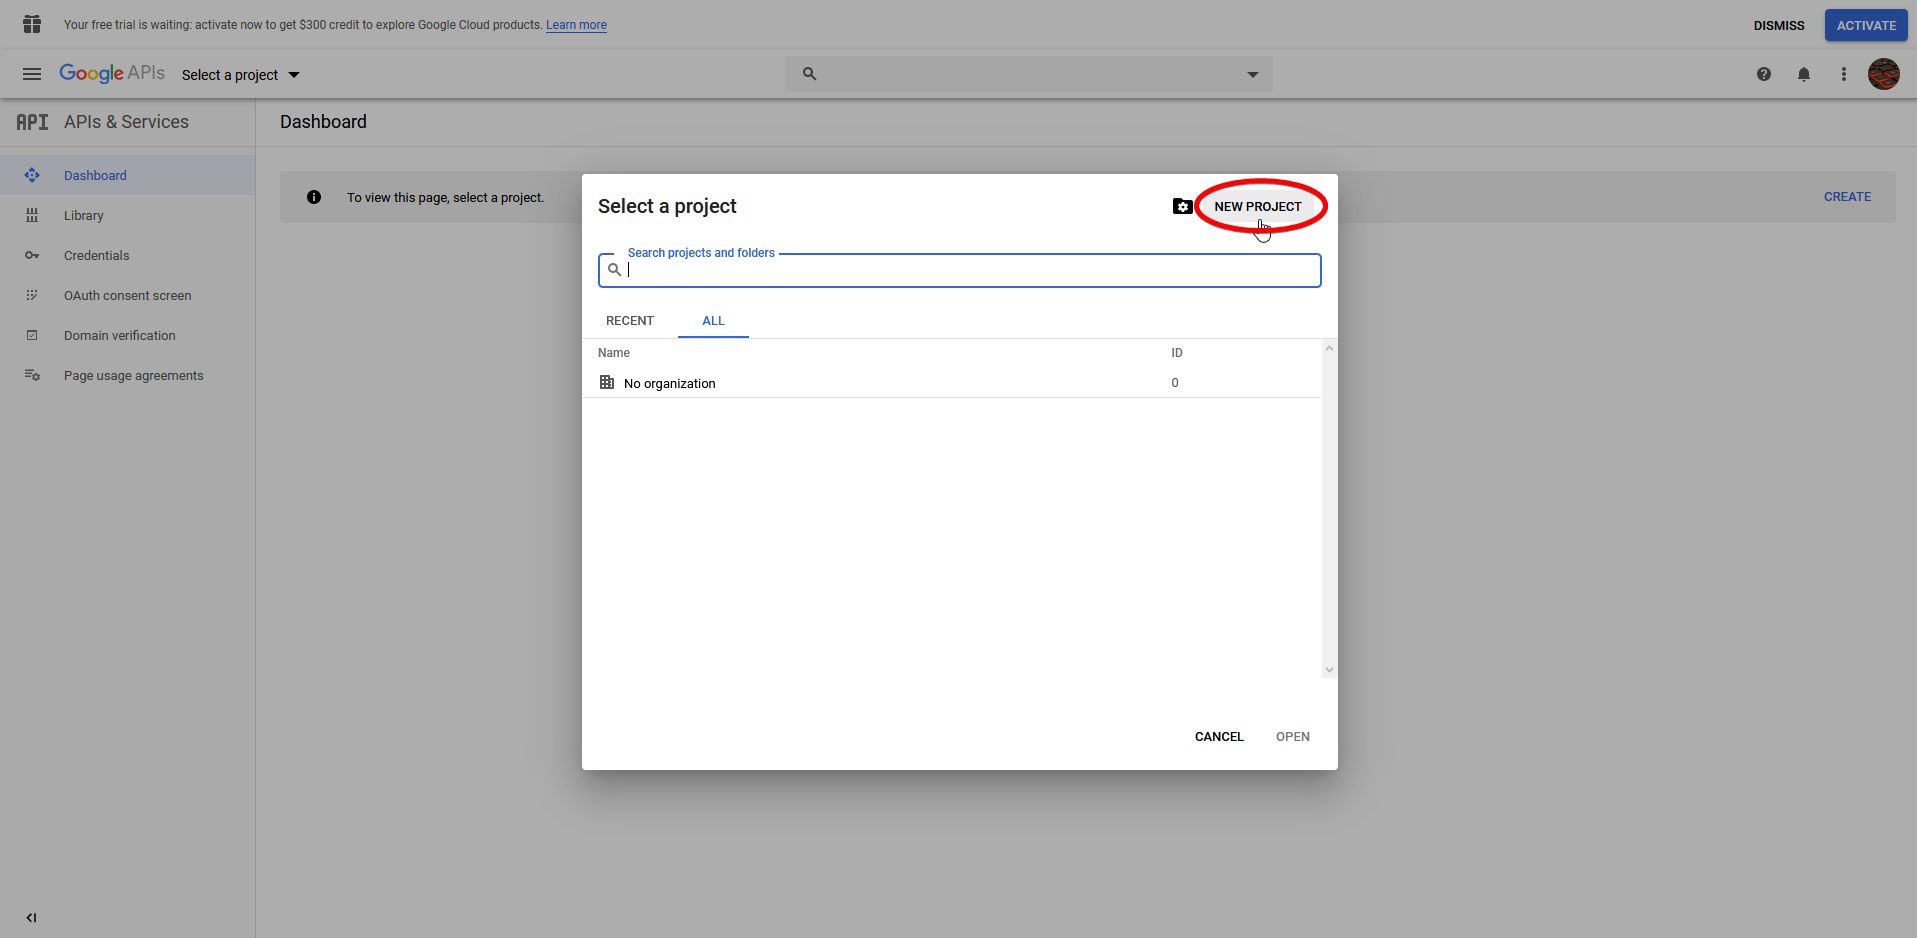 Your free trial is waiting: activate now to get $300 credit to explore Google Cloud products. Learn more
DISMISS
ACTIVATE
Google APIs
Select a project
API
APIs & Services
Dashboard
Dashboard
Library
Credentials
OAuth consent screen
Domain verification
Page usage agreements
To view this page, select a project.
CREATE
Select a project
NEW PROJECT
Search projects and folders
RECENT
ALL
Name
ID
No organization
0
CANCEL
OPEN